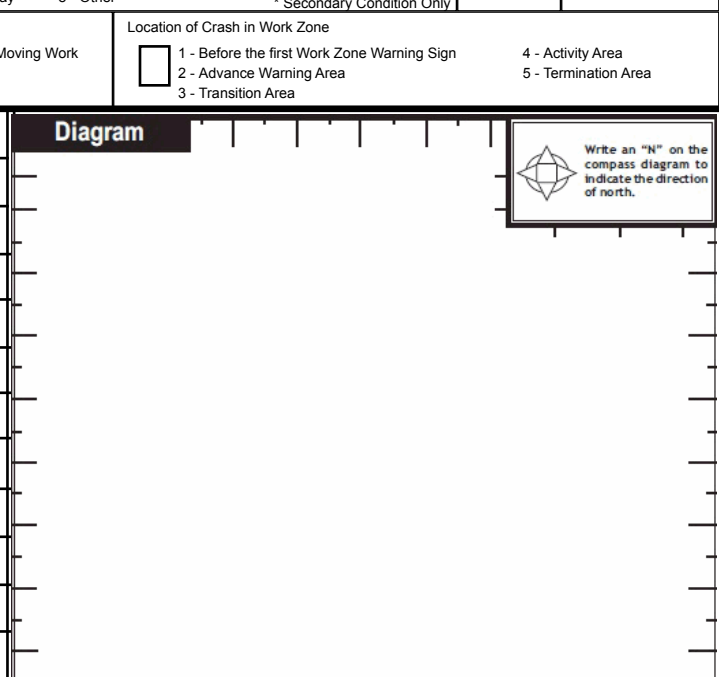 * Secondary Condition Only
Location of Crash in Work Zone
Moving Work
1 - Before the first Work Zone Warning Sign
4 - Activity Area
2 - Advance Warning Area
5 - Termination Area
3 - Transition Area
Diagram
Write an “N” on the
compass diagram to
indicate the direction
of north.